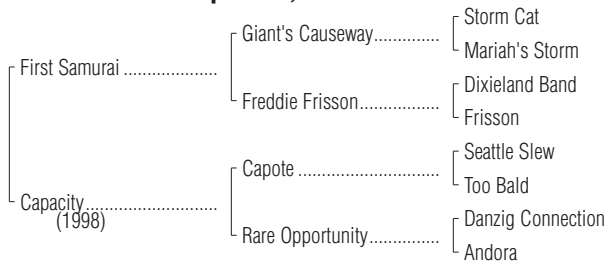 Storm Cat
Giant's Causeway..............
Mariah's Storm
First Samurai ....................
Dixieland Band
Freddie Frisson.................
Frisson
Seattle Slew
Capote ..............................
Too Bald
Capacity............................
(1998)
Danzig Connection
Rare Opportunity...............
Andora